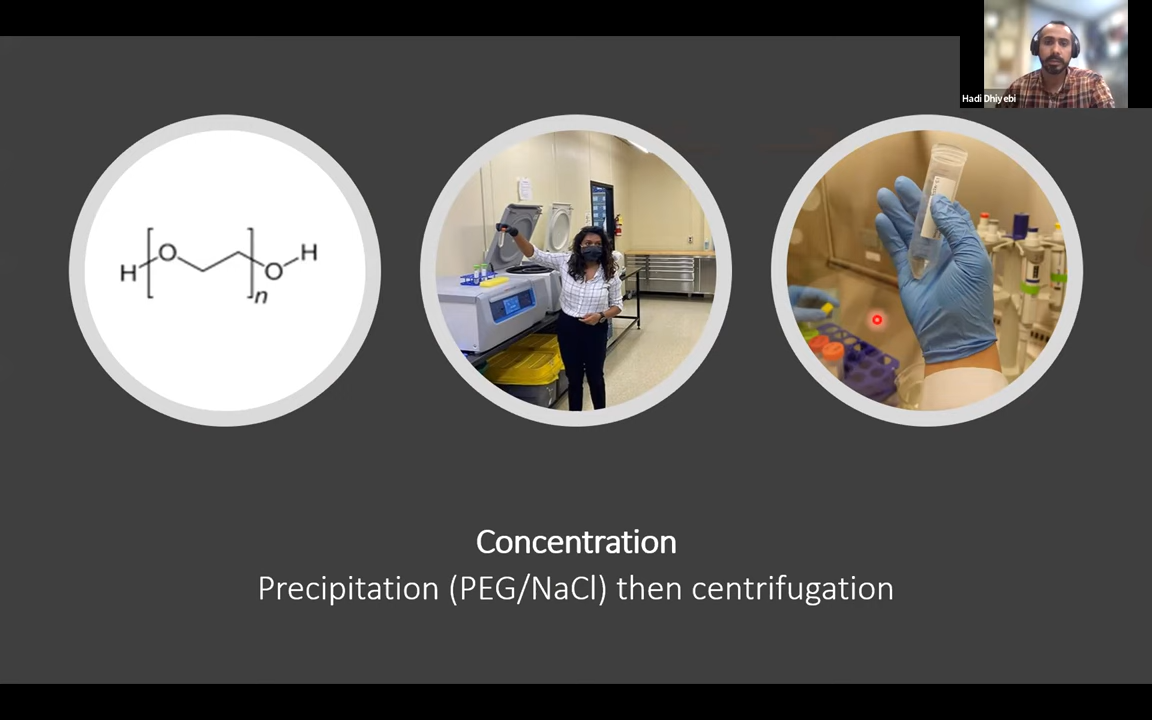 Hadi Dhiyebi
H
O
n
O
H
Concentration
Precipitation (PEG/NaCl) then centrifugation